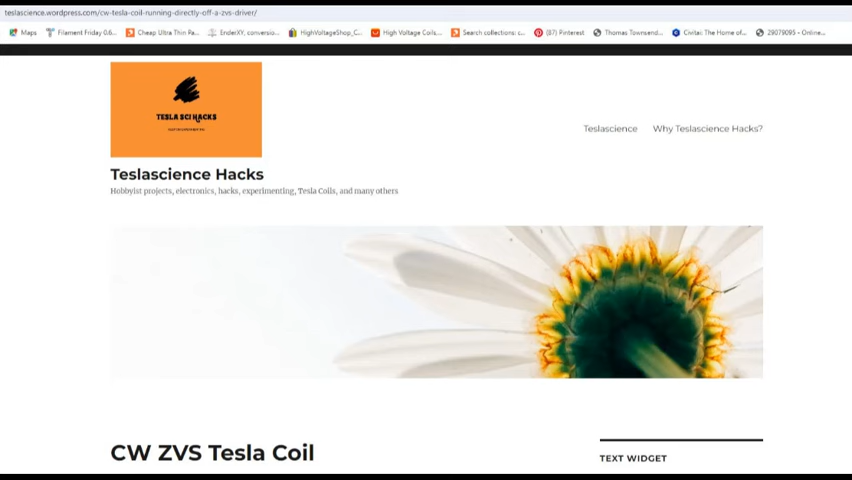 teslascience.wordpress.com/cw-tesla-coil-running-directly-off-a-zvs-driver/
Maps Filament Friday 0.6... Cheap Ultra Thin Pa... EnderXY, conversio... HighVoltageShop_C... High Voltage Coils,... Search collections: c... (87) Pinterest Thomas Townsend... Civitai: The Home of... 29079095 - Online...
TESLA SCI HACKS
Teslascience Why Teslascience Hacks?
Teslascience Hacks
Hobbyist projects, electronics, hacks, experimenting, Tesla Coils, and many others
CW ZVS Tesla Coil
TEXT WIDGET